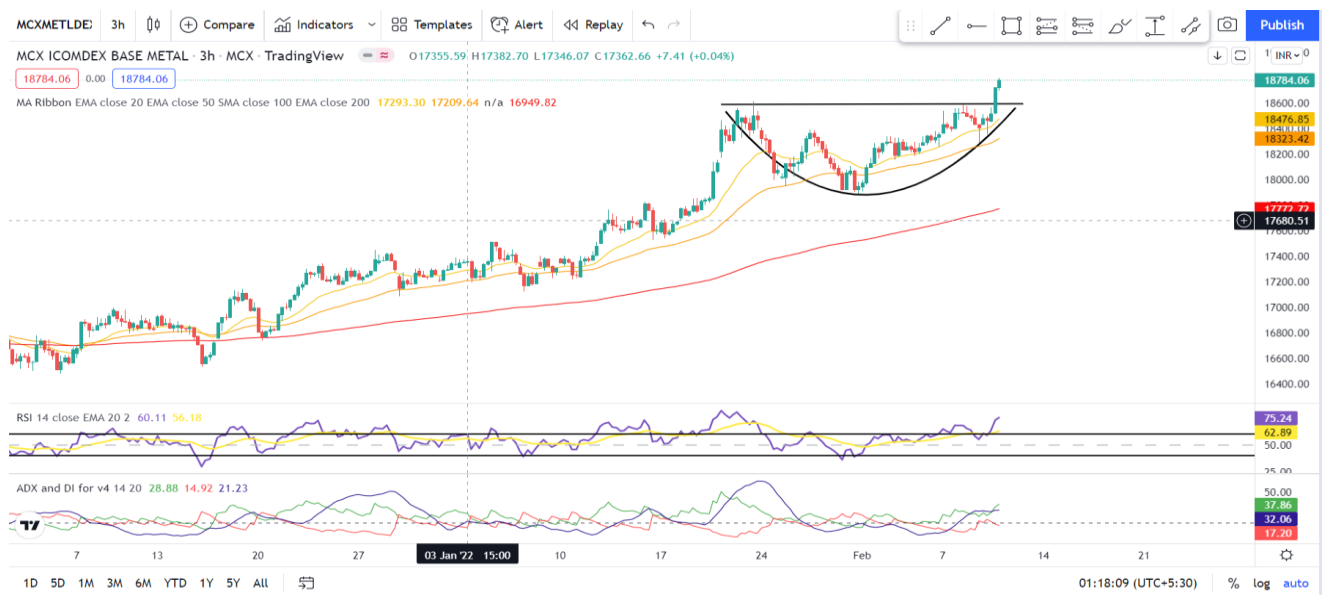 MCXMETLDEX 3h Compare Indicators Templates Alert Replay Publish
MCX ICOMDEX BASE METAL · 3h · MCX · TradingView O17355.59 H17382.70 L17346.07 C17362.66 +7.41 (+0.04%)
INR
18784.06 0.00 18784.06
18784.06
MA Ribbon EMA close 20 EMA close 50 SMA close 100 EMA close 200 17293.30 17209.64 n/a 16949.82
18600.00
18476.85
18400.00
18323.42
18200.00
18000.00
17777.77
17680.51
17600.00
17400.00
17200.00
17000.00
16800.00
16600.00
16400.00
RSI 14 close EMA 20 2 60.11 56.18
75.24
62.89
50.00
25.00
ADX and DI for v4 14 20 28.88 14.92 21.23
50.00
37.86
32.06
17.20
7 13 20 27 03 Jan '22 15:00 10 17 24 Feb 7 14 21
1D 5D 1M 3M 6M YTD 1Y 5Y All 01:18:09 (UTC+5:30) % log auto